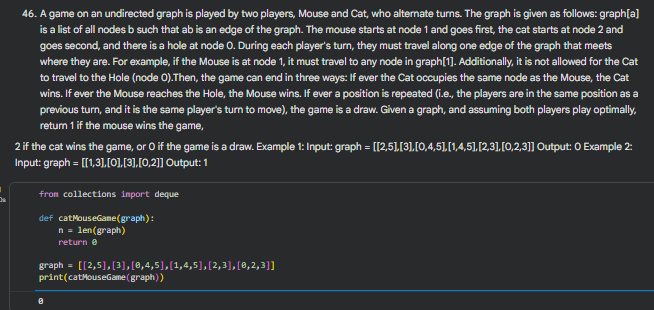 46. A game on an undirected graph is played by two players, Mouse and Cat, who alternate turns. The graph is given as follows: graph[a]
is a list of all nodes b such that ab is an edge of the graph. The mouse starts at node 1 and goes first, the cat starts at node 2 and
goes second, and there is a hole at node 0. During each player's turn, they must travel along one edge of the graph that meets
where they are. For example, if the Mouse is at node 1, it must travel to any node in graph[1]. Additionally, it is not allowed for the Cat
to travel to the Hole (node 0).Then, the game can end in three ways: If ever the Cat occupies the same node as the Mouse, the Cat
wins. If ever the Mouse reaches the Hole, the Mouse wins. If ever a position is repeated (i.e., the players are in the same position as a
previous turn, and it is the same player's turn to move), the game is a draw. Given a graph, and assuming both players play optimally,
return 1 if the mouse wins the game,
2 if the cat wins the game, or 0 if the game is a draw. Example 1: Input: graph = [[2,5],[3],[0,4,5],[1,4,5],[2,3],[0,2,3]] Output: 0 Example 2:
Input: graph = [[1,3],[0],[3],[0,2]] Output: 1
from collections import deque
def catMouseGame(graph):
n = len(graph)
return 0
graph = [[2,5],[3],[0,4,5],[1,4,5],[2,3],[0,2,3]]
print(catMouseGame(graph))
0